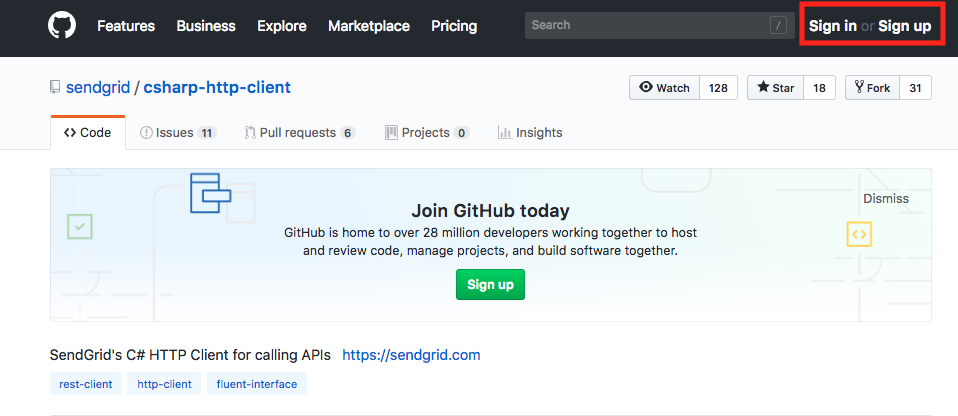 Features Business Explore Marketplace Pricing Search / Sign in or Sign up
sendgrid / csharp-http-client Watch 128 Star 18 Fork 31
Code Issues 11 Pull requests 6 Projects 0 Insights
Dismiss
Join GitHub today
GitHub is home to over 28 million developers working together to host
and review code, manage projects, and build software together.
Sign up
SendGrid's C# HTTP Client for calling APIs https://sendgrid.com
rest-client http-client fluent-interface